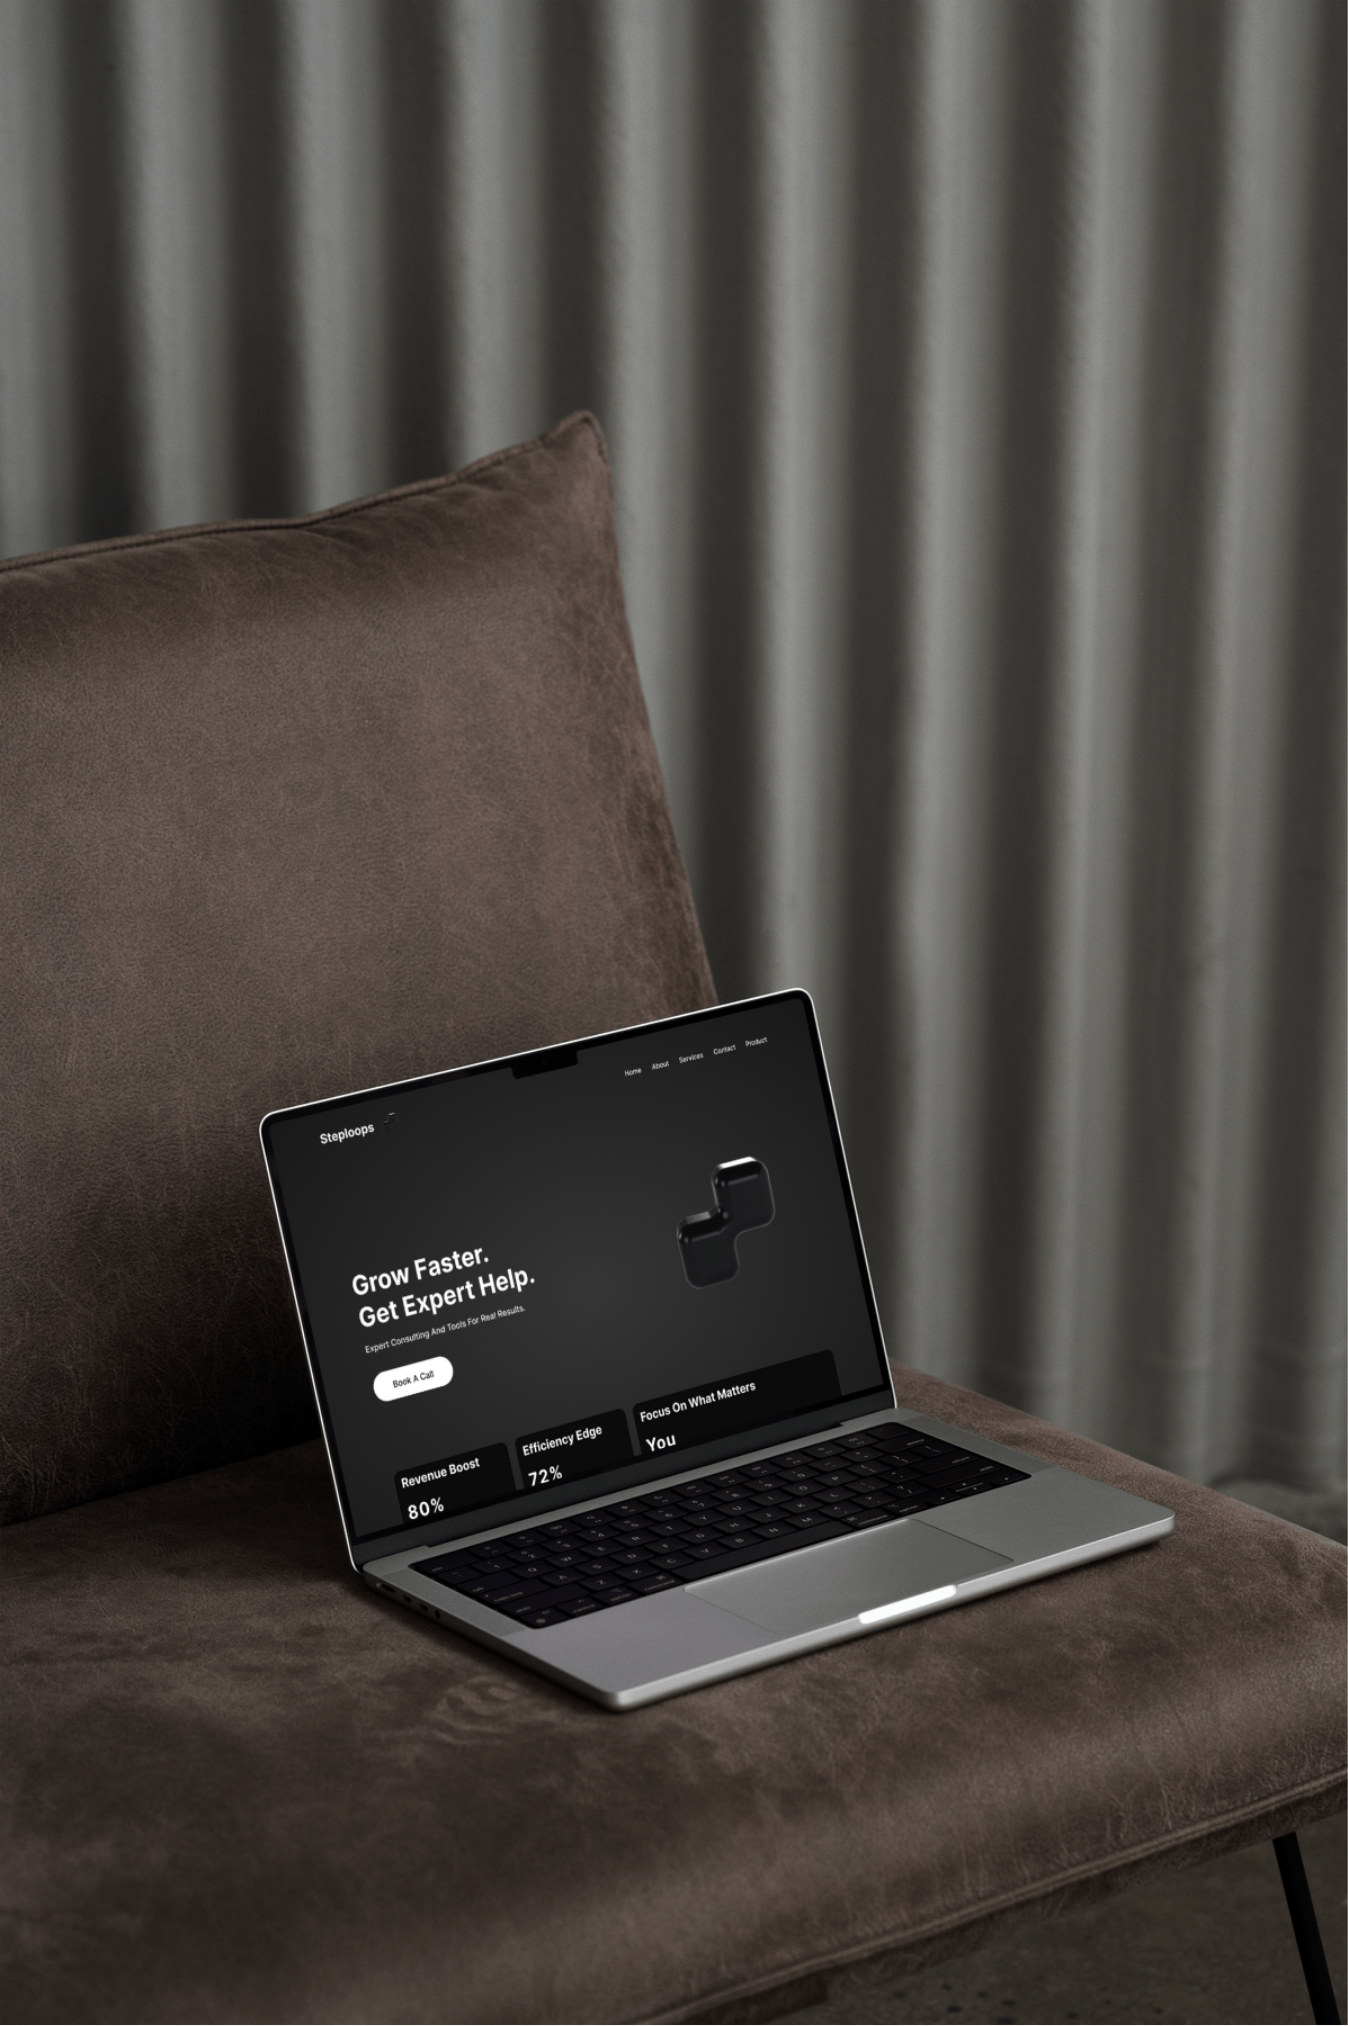 Home About Services Contact Product
Steploops
Grow Faster.
Get Expert Help.
Expert Consulting And Tools For Real Results.
Book A Call
Revenue Boost
80%
Efficiency Edge
72%
Focus On What Matters
You